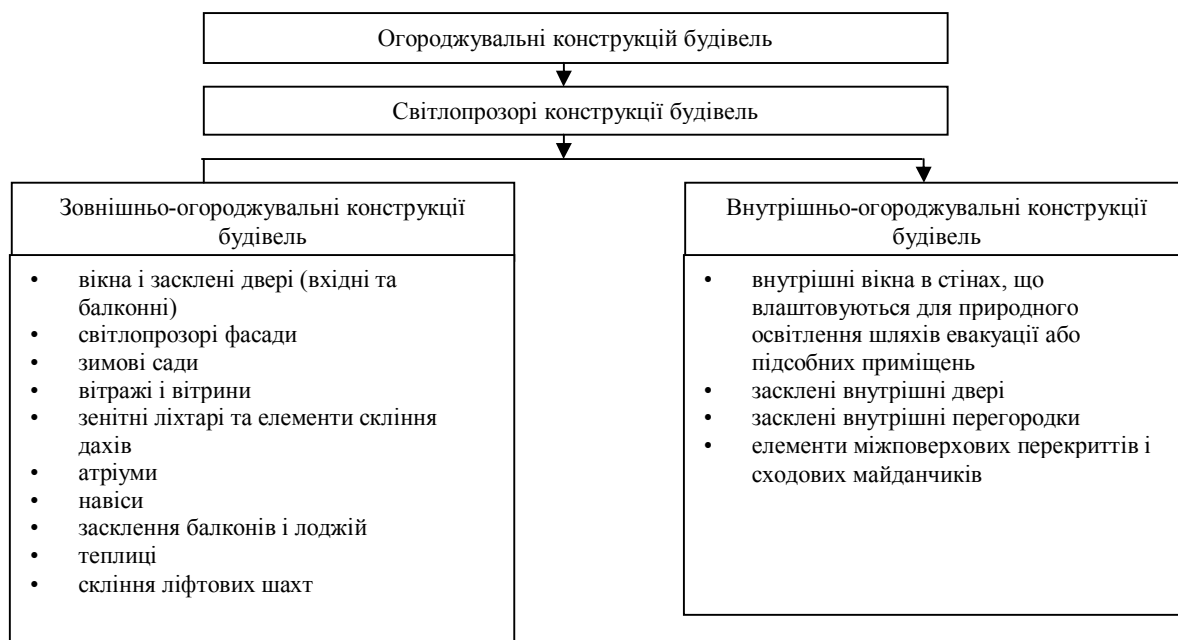 Огороджувальні конструкцій будівель
Світлопрозорі конструкції будівель
Зовнішньо-огороджувальні конструкції
будівель
• вікна і засклені двері (вхідні та
балконні)
• світлопрозорі фасади
• зимові сади
• вітражі і вітрини
• зенітні ліхтарі та елементи скління
дахів
• атріуми
• навіси
• засклення балконів і лоджій
• теплиці
• скління ліфтових шахт
Внутрішньо-огороджувальні конструкції
будівель
• внутрішні вікна в стінах, що
влаштовуються для природного
освітлення шляхів евакуації або
підсобних приміщень
• засклені внутрішні двері
• засклені внутрішні перегородки
• елементи міжповерхових перекриттів і
сходових майданчиків